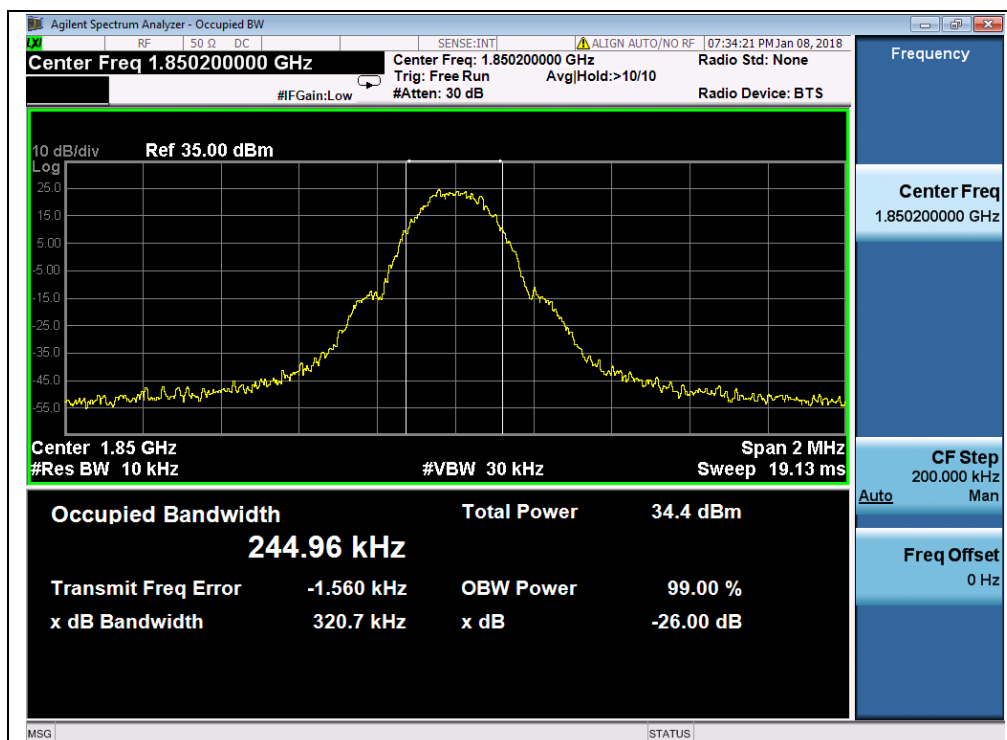 Agilent Spectrum Analyzer - Occupied BW
LXI RF 50 Ω DC SENSE:INT ALIGN AUTO/NO RF 07:34:21 PM Jan 08, 2018
Center Freq 1.850200000 GHz
Center Freq: 1.850200000 GHz Radio Std: None
Trig: Free Run Avg|Hold:>10/10
#IFGain:Low #Atten: 30 dB Radio Device: BTS
10 dB/div Ref 35.00 dBm
Log
25.0
15.0
5.00
-5.00
-15.0
-25.0
-35.0
-45.0
-55.0
Center 1.85 GHz Span 2 MHz
#Res BW 10 kHz #VBW 30 kHz Sweep 19.13 ms
Occupied Bandwidth Total Power 34.4 dBm
244.96 kHz
Transmit Freq Error -1.560 kHz OBW Power 99.00 %
x dB Bandwidth 320.7 kHz x dB -26.00 dB
MSG STATUS
Frequency
Center Freq
1.850200000 GHz
CF Step
200.000 kHz
Auto Man
Freq Offset
0 Hz